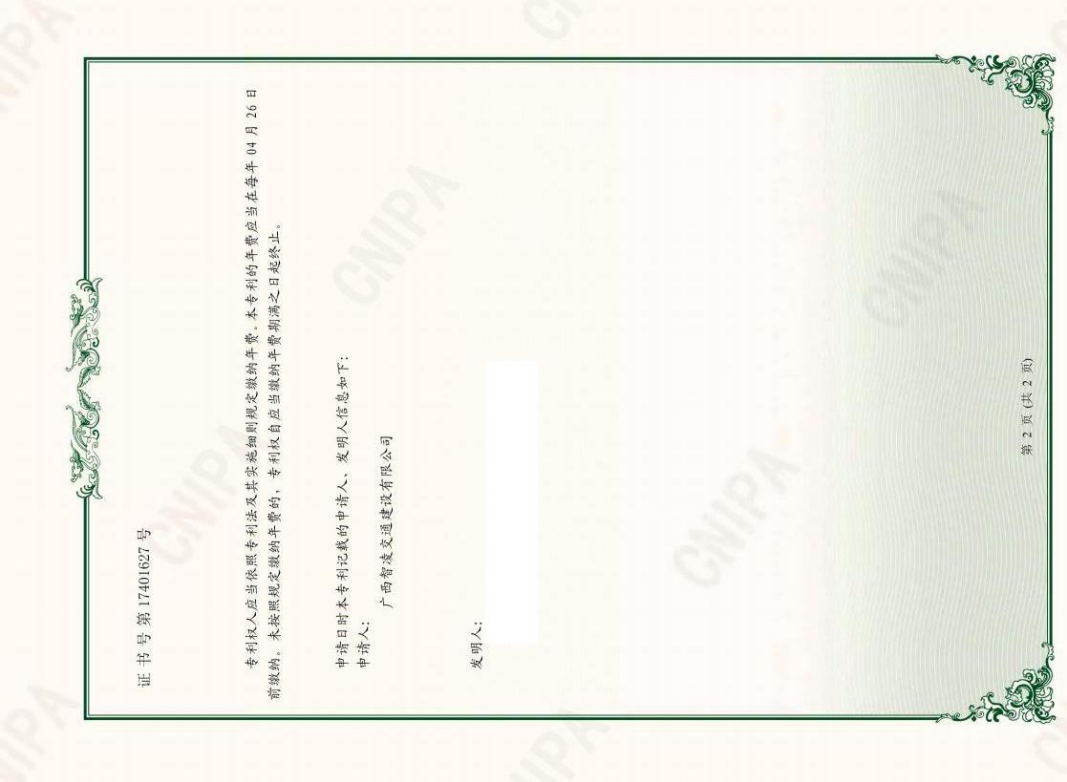 证书号第17401627号
专利权人应当依照专利法及其实施细则规定缴纳年费。本专利的年费应当在每年04月26日
前缴纳。未按照规定缴纳年费的，专利权自应当缴纳年费期满之日起终止。
申请日时本专利记载的申请人、发明人信息如下：
申请人：
广西智凌交通建设有限公司
发明人：
第 2 页 (共 2 页)
CNIPA
CNIPA
CNIPA
CNIPA